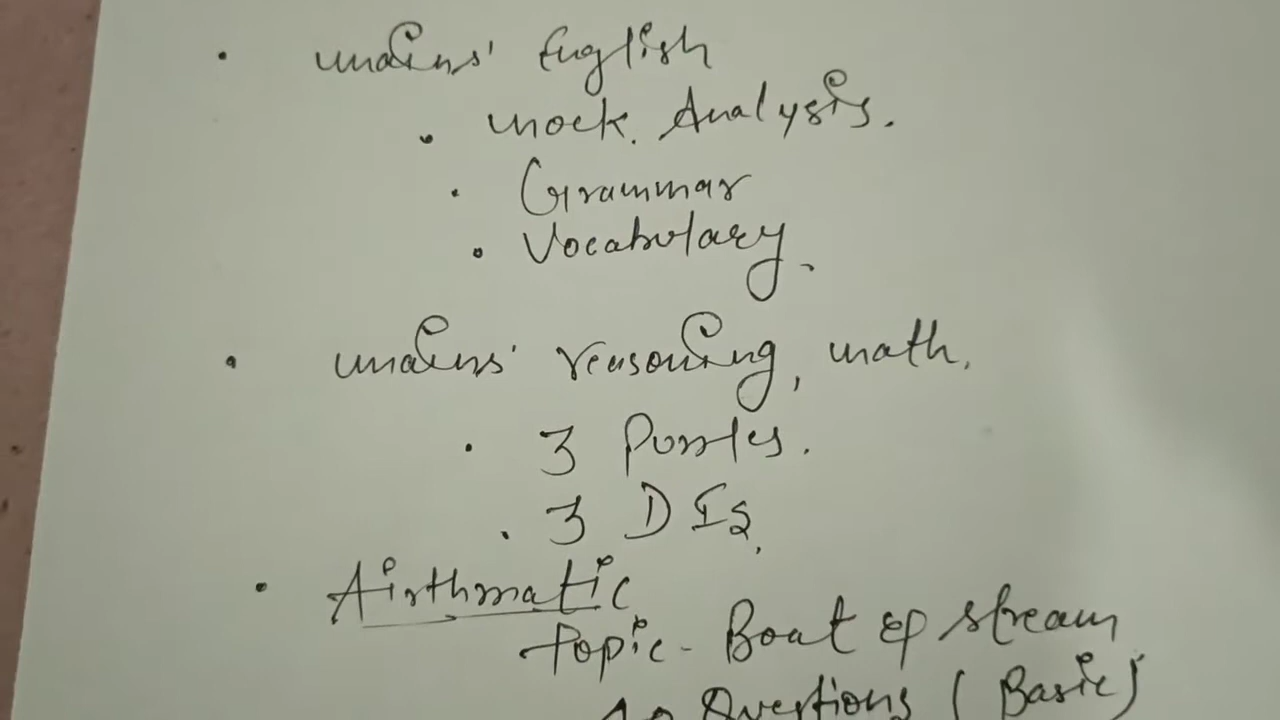 • mains' English
• mock. Analysis.
• Grammar
• Vocabulary.
• mains' reasoning, math.
• 3 Puzzles.
• 3 DIs.
• Airthmatic
topic - Boat & stream
Questions (Basic)